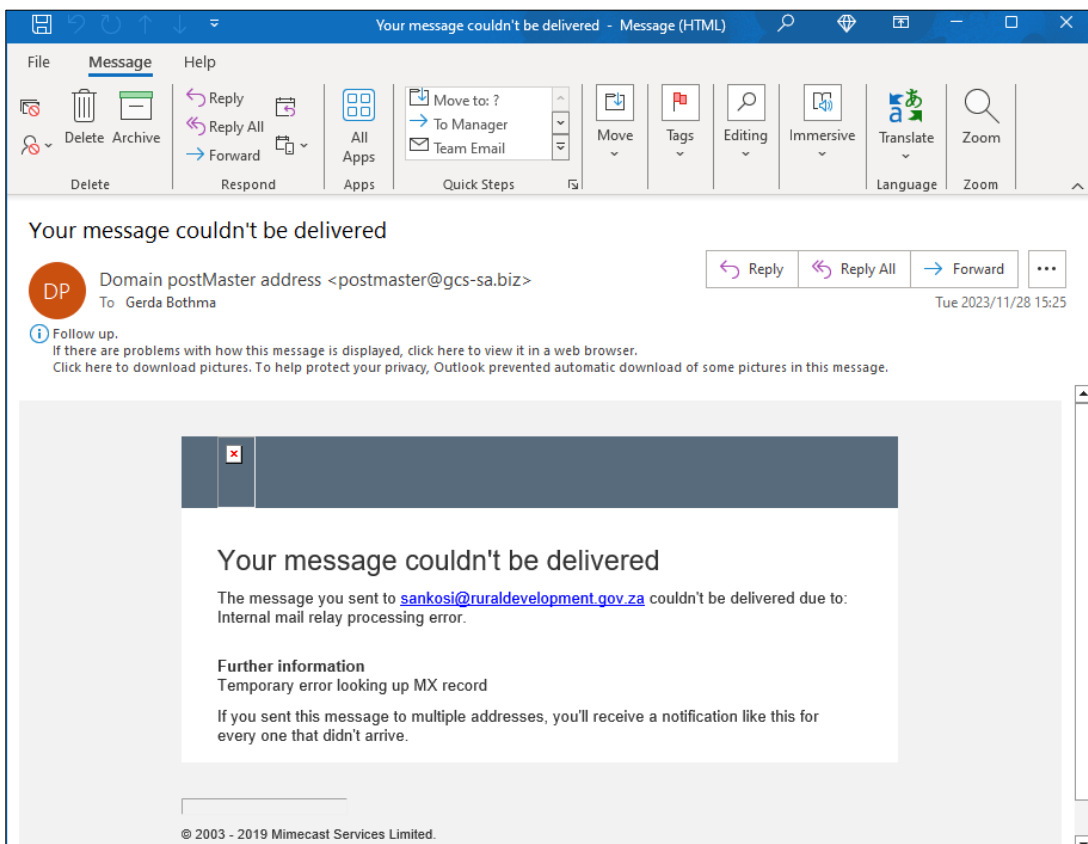 Your message couldn't be delivered - Message (HTML)
File Message Help
Delete Archive
Reply
Reply All
Forward
All Apps
Move to: ?
To Manager
Team Email
Move
Tags
Editing
Immersive
Translate
Zoom
Delete Respond Apps Quick Steps Language Zoom
Your message couldn't be delivered
DP
Domain postMaster address <postmaster@gcs-sa.biz>
To Gerda Bothma
Reply Reply All Forward
Tue 2023/11/28 15:25
Follow up.
If there are problems with how this message is displayed, click here to view it in a web browser.
Click here to download pictures. To help protect your privacy, Outlook prevented automatic download of some pictures in this message.
Your message couldn't be delivered
The message you sent to sankosi@ruraldevelopment.gov.za couldn't be delivered due to:
Internal mail relay processing error.
Further information
Temporary error looking up MX record
If you sent this message to multiple addresses, you'll receive a notification like this for
every one that didn't arrive.
© 2003 - 2019 Mimecast Services Limited.